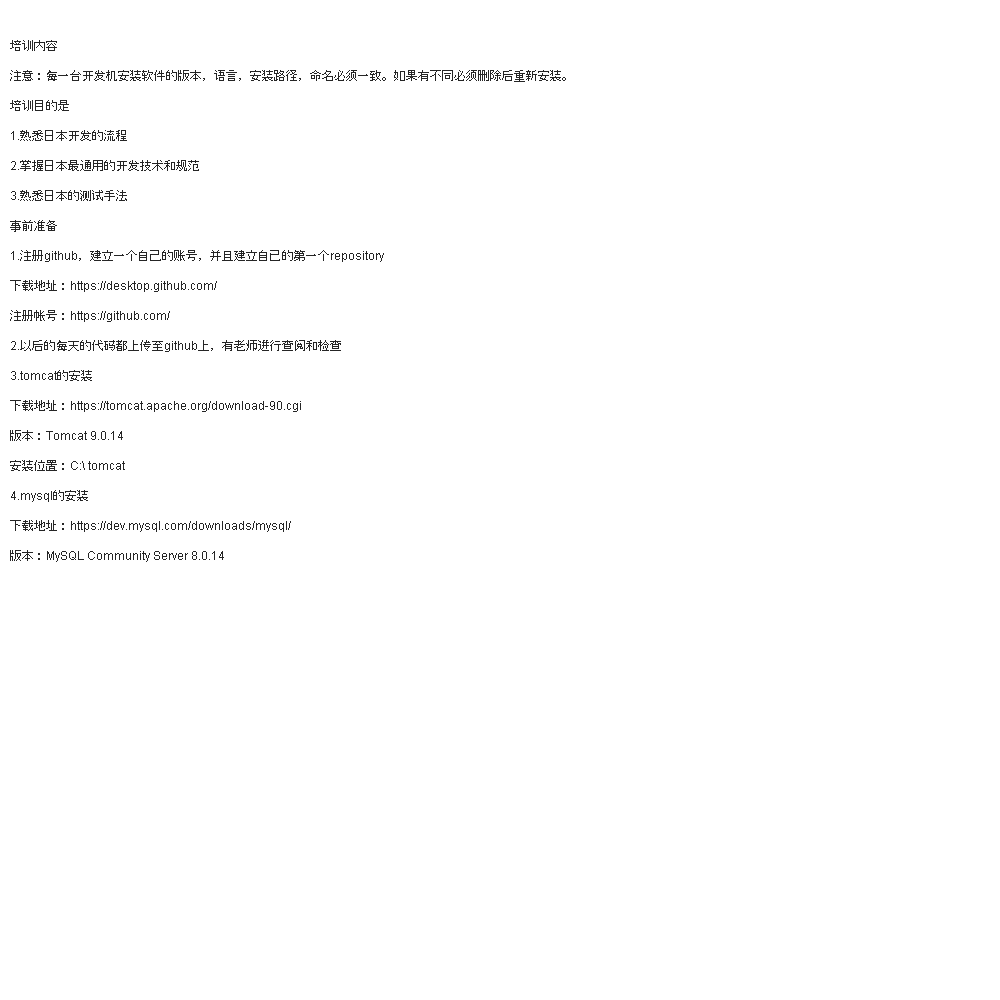 培训内容
注意：每一台开发机安装软件的版本，语言，安装路径，命名必须一致。如果有不同必须删除后重新安装。
培训目的是
1.熟悉日本开发的流程
2.掌握日本最通用的开发技术和规范
3.熟悉日本的测试手法
事前准备
1.注册github，建立一个自己的账号，并且建立自己的第一个repository
下载地址：https://desktop.github.com/
注册帐号：https://github.com/
2.以后的每天的代码都上传至github上，有老师进行查阅和检查
3.tomcat的安装
下载地址：https://tomcat.apache.org/download-90.cgi
版本：Tomcat 9.0.14
安装位置：C:\ tomcat
4.mysql的安装
下载地址：https://dev.mysql.com/downloads/mysql/
版本：MySQL Community Server 8.0.14